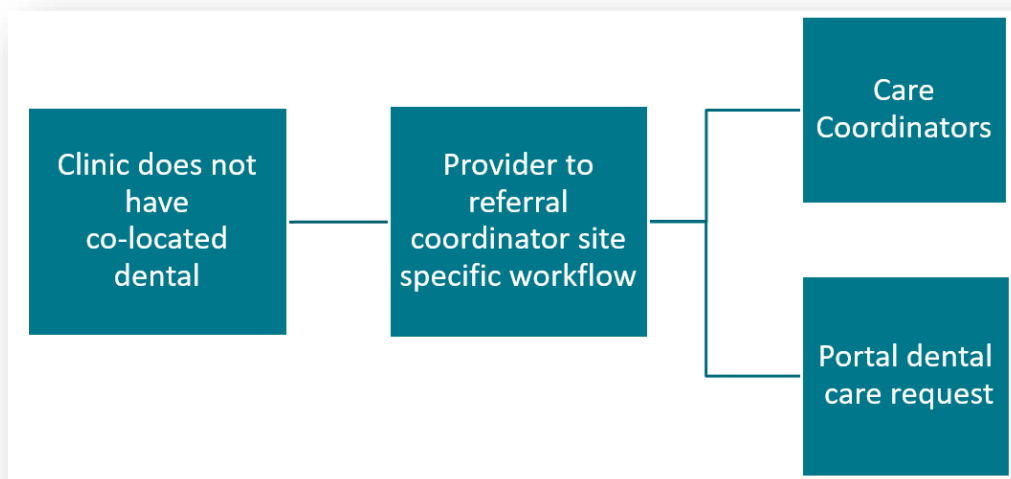 Clinic does not
have
co-located
dental
Provider to
referral
coordinator site
specific workflow
Care
Coordinators
Portal dental
care request